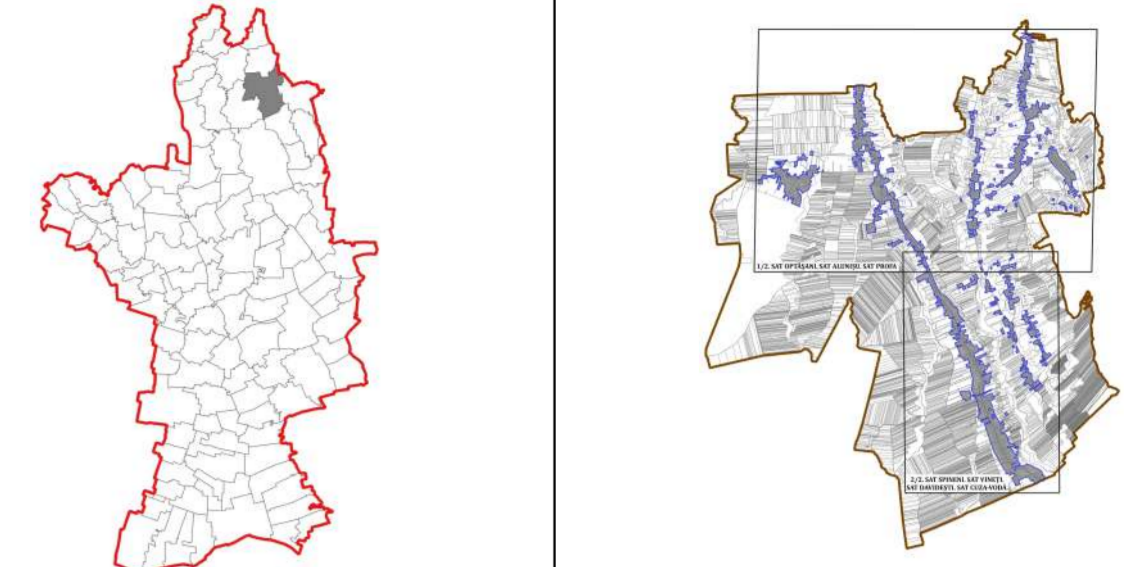 1/2. SAT OPTĂȘANI, SAT ALUNIȘU, SAT PROFA
2/2. SAT SPINENI, SAT VINEȚI,
SAT DAVIDEȘTI, SAT CUZA-VODĂ